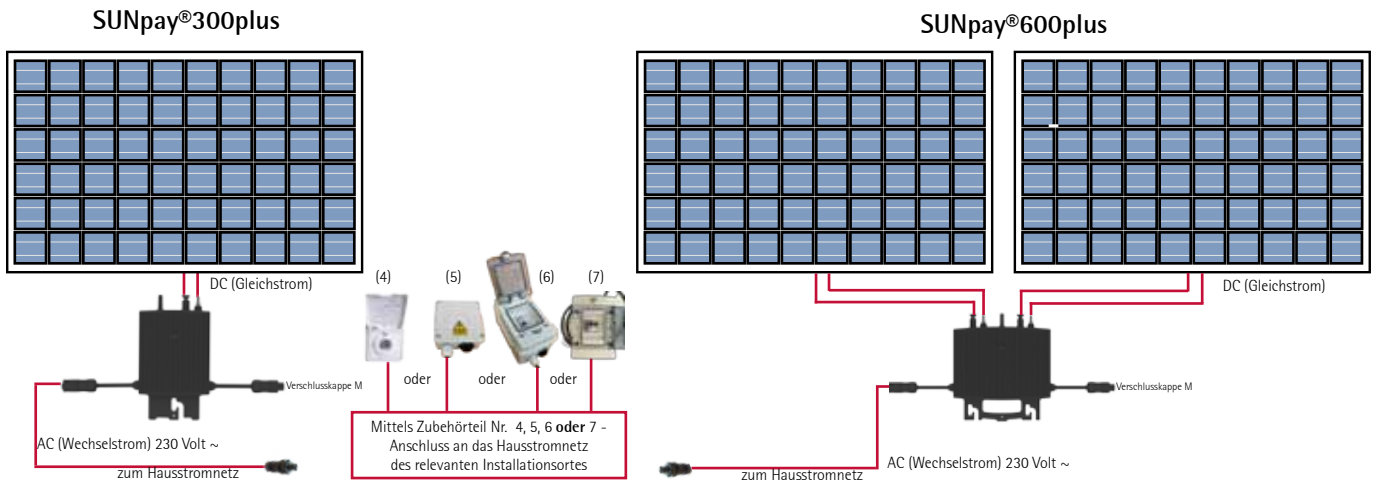 SUNpay®300plus
SUNpay®600plus
DC (Gleichstrom)
(4)
(5)
(6)
(7)
DC (Gleichstrom)
oder
oder
oder
Verschlusskappe M
Verschlusskappe M
Mittels Zubehörteil Nr. 4, 5, 6 oder 7 -
Anschluss an das Hausstromnetz
des relevanten Installationsortes
AC (Wechselstrom) 230 Volt ~
zum Hausstromnetz
AC (Wechselstrom) 230 Volt ~
zum Hausstromnetz